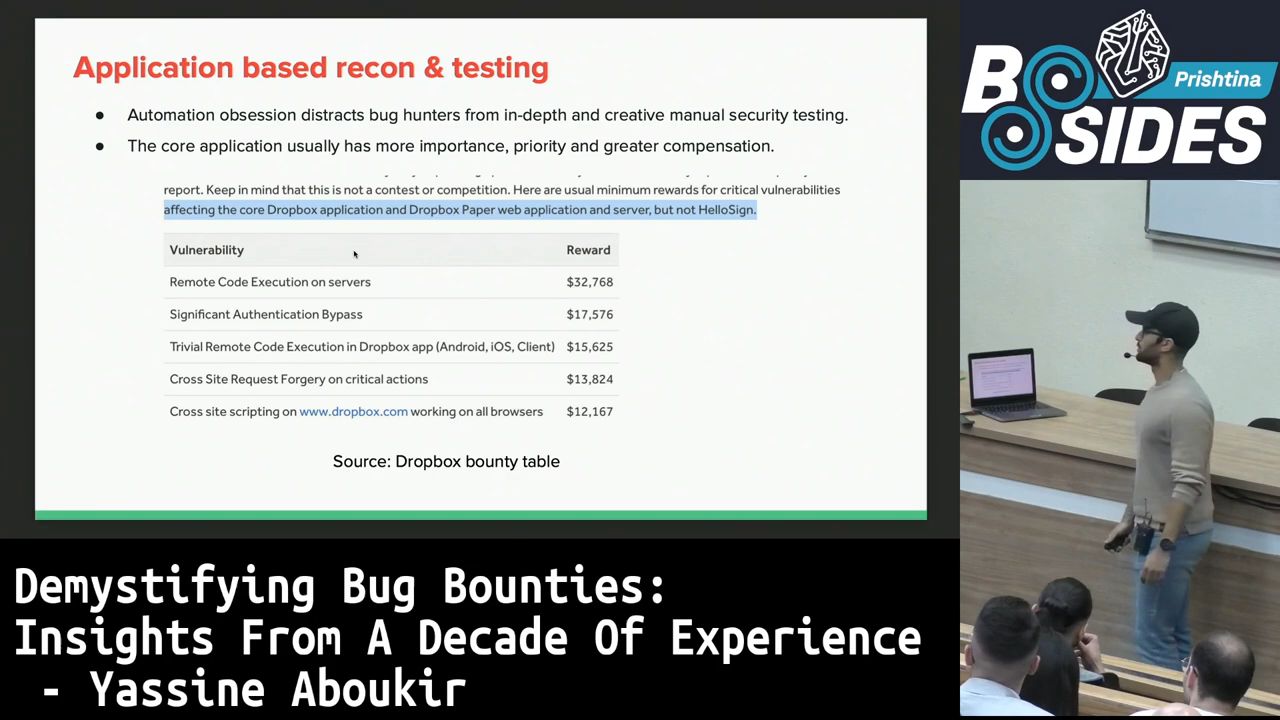 Application based recon & testing
● Automation obsession distracts bug hunters from in-depth and creative manual security testing.
● The core application usually has more importance, priority and greater compensation.
report. Keep in mind that this is not a contest or competition. Here are usual minimum rewards for critical vulnerabilities
affecting the core Dropbox application and Dropbox Paper web application and server, but not HelloSign.
Vulnerability Reward
Remote Code Execution on servers $32,768
Significant Authentication Bypass $17,576
Trivial Remote Code Execution in Dropbox app (Android, iOS, Client) $15,625
Cross Site Request Forgery on critical actions $13,824
Cross site scripting on www.dropbox.com working on all browsers $12,167
Source: Dropbox bounty table
BSIDES
Prishtina
Demystifying Bug Bounties:
Insights From A Decade Of Experience
- Yassine Aboukir